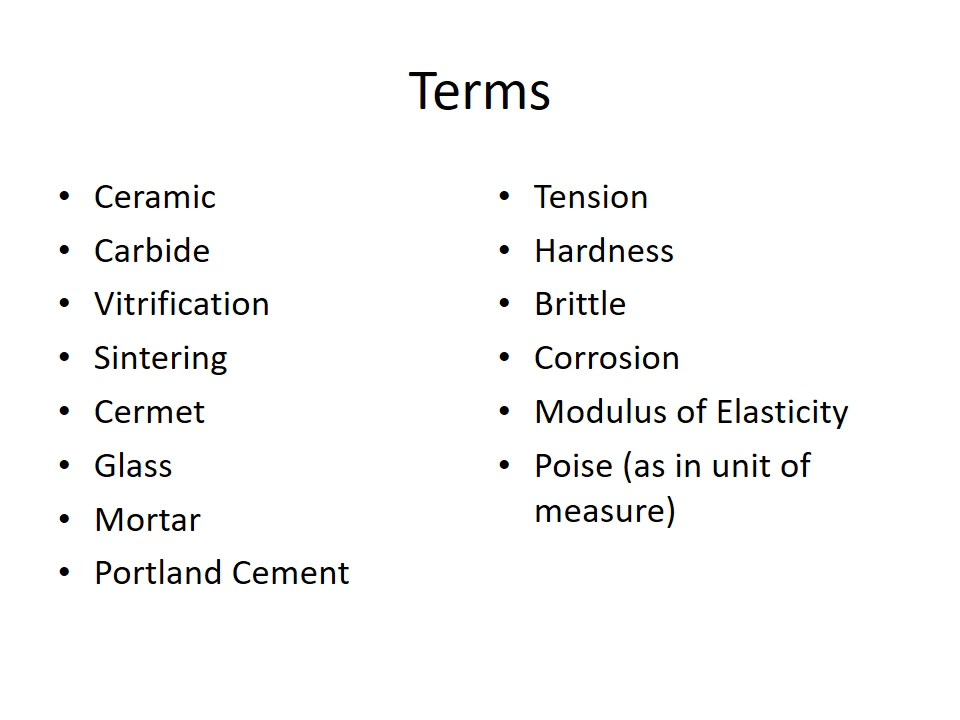 Terms
• Ceramic
• Carbide
• Vitrification
• Sintering
• Cermet
• Glass
• Mortar
• Portland Cement
• Tension
• Hardness
• Brittle
• Corrosion
• Modulus of Elasticity
• Poise (as in unit of
measure)